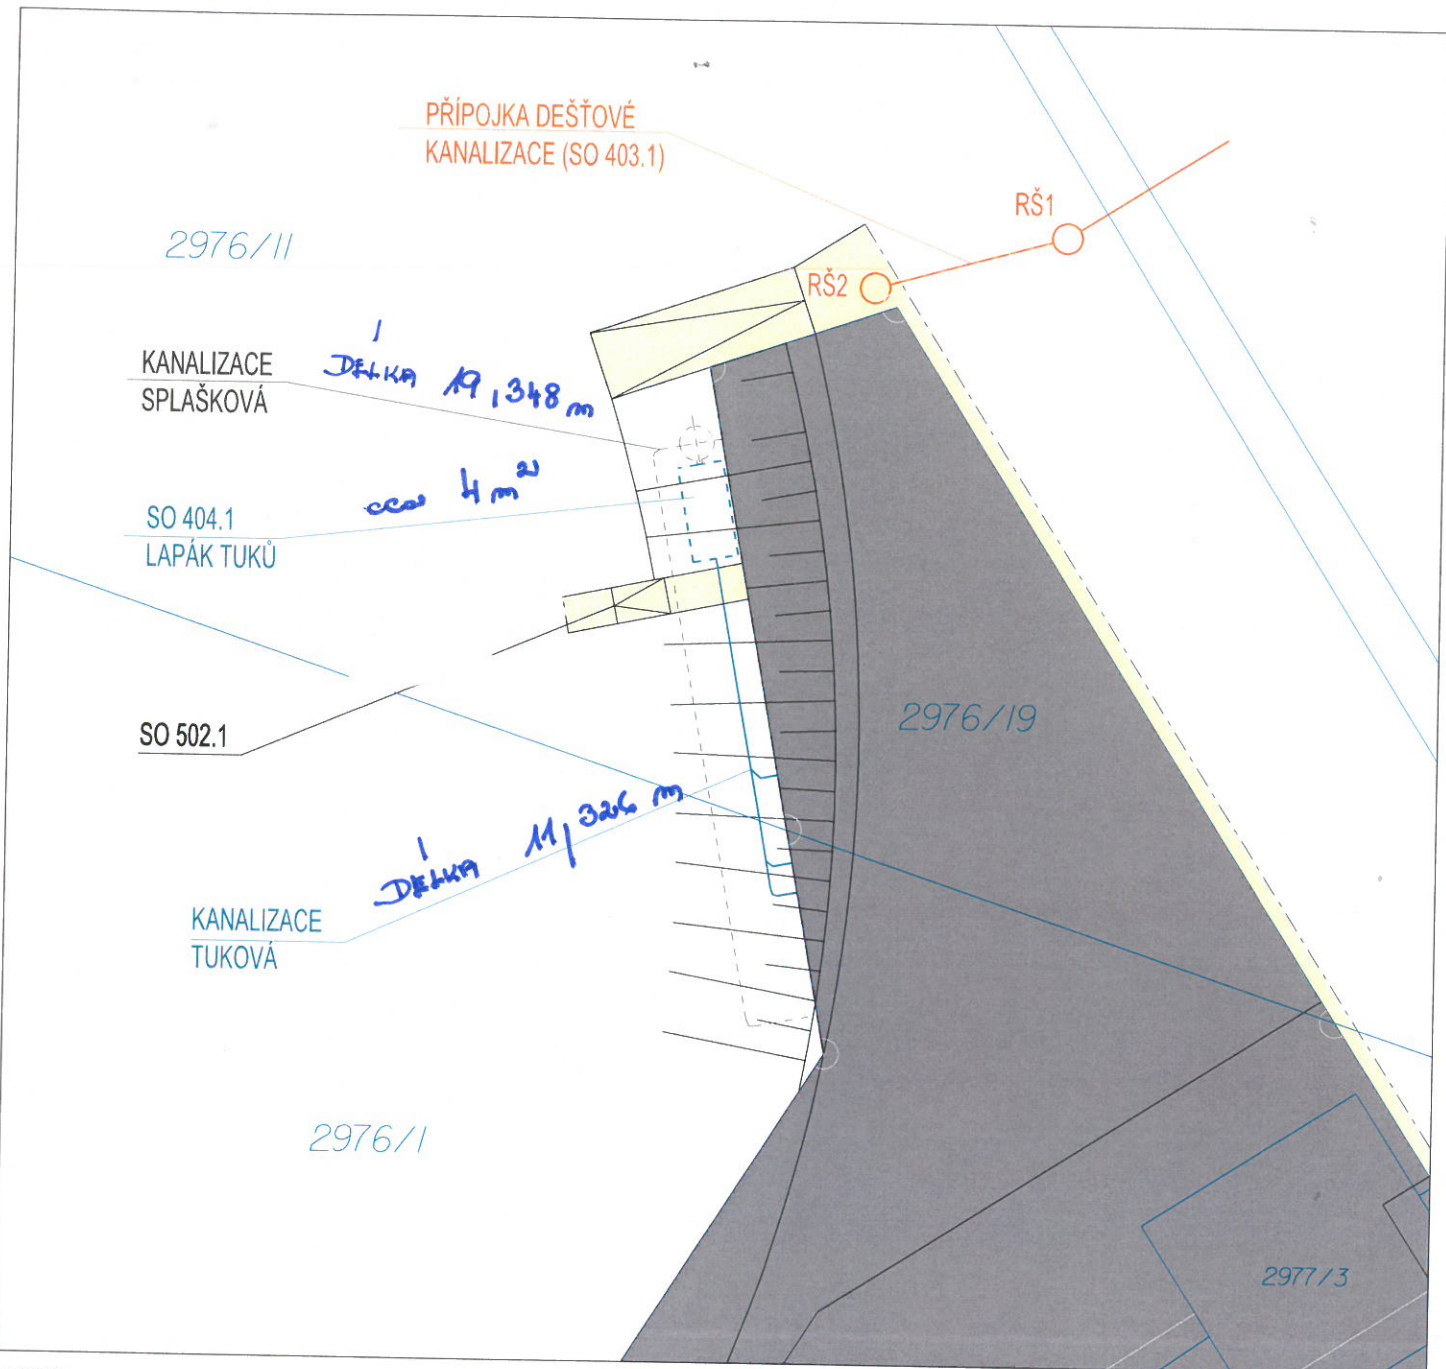 PŘÍPOJKA DEŠŤOVÉ
KANALIZACE (SO 403.1)
RŠ1
2976/11
RŠ2
KANALIZACE
SPLAŠKOVÁ
DÉLKA 19,348 m
SO 404.1
LAPÁK TUKŮ
cca 4 m²
2976/19
SO 502.1
DÉLKA 11,326 m
KANALIZACE
TUKOVÁ
2976/1
2977/3